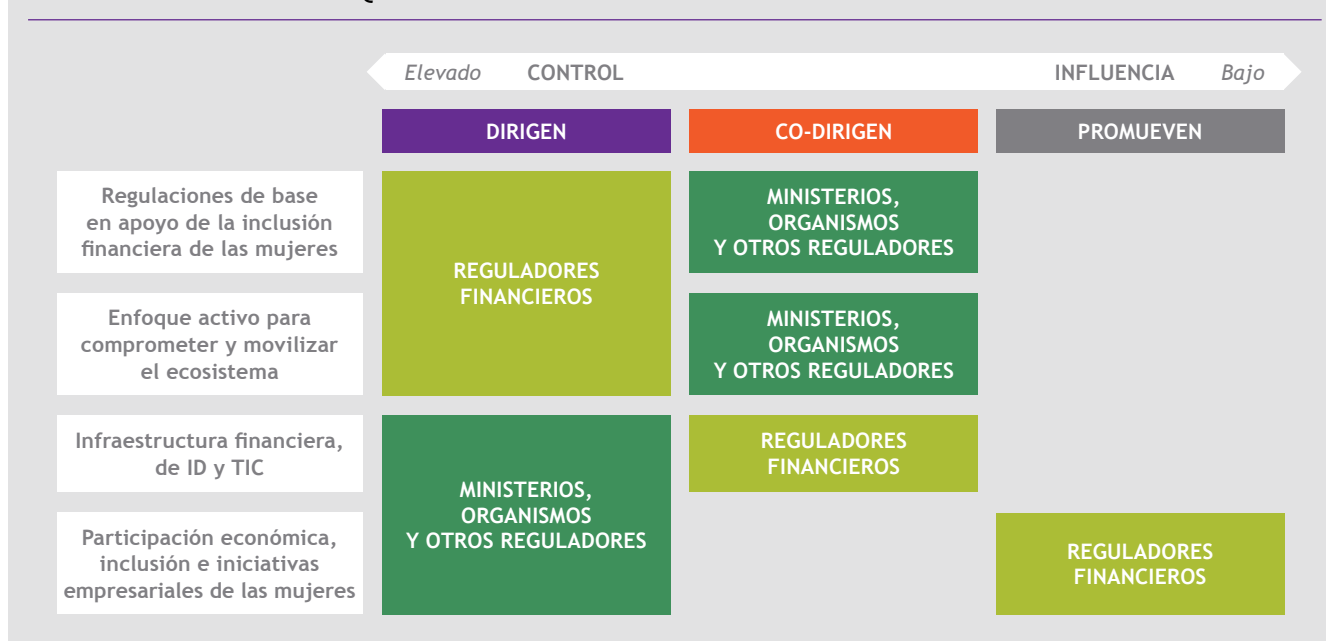 Elevado CONTROL INFLUENCIA Bajo
DIRIGEN CO-DIRIGEN PROMUEVEN
Regulaciones de base
en apoyo de la inclusión
financiera de las mujeres
REGULADORES
FINANCIEROS
MINISTERIOS,
ORGANISMOS
Y OTROS REGULADORES
Enfoque activo para
comprometer y movilizar
el ecosistema
MINISTERIOS,
ORGANISMOS
Y OTROS REGULADORES
Infraestructura financiera,
de ID y TIC
MINISTERIOS,
ORGANISMOS
Y OTROS REGULADORES
REGULADORES
FINANCIEROS
Participación económica,
inclusión e iniciativas
empresariales de las mujeres
REGULADORES
FINANCIEROS